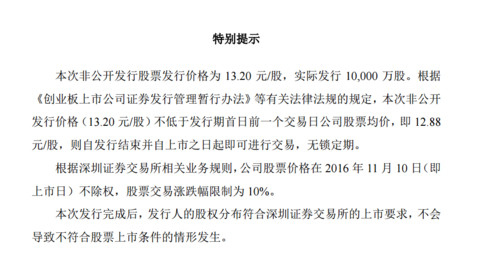 特别提示
本次非公开发行股票发行价格为 13.20 元/股，实际发行 10,000 万股。根据
《创业板上市公司证券发行管理暂行办法》等有关法律法规的规定，本次非公开
发行价格（13.20 元/股）不低于发行期首日前一个交易日公司股票均价，即 12.88
元/股，则自发行结束并自上市之日起即可进行交易，无锁定期。
根据深圳证券交易所相关业务规则，公司股票价格在 2016 年 11 月 10 日（即
上市日）不除权，股票交易涨跌幅限制为 10%。
本次发行完成后，发行人的股权分布符合深圳证券交易所的上市要求，不会
导致不符合股票上市条件的情形发生。